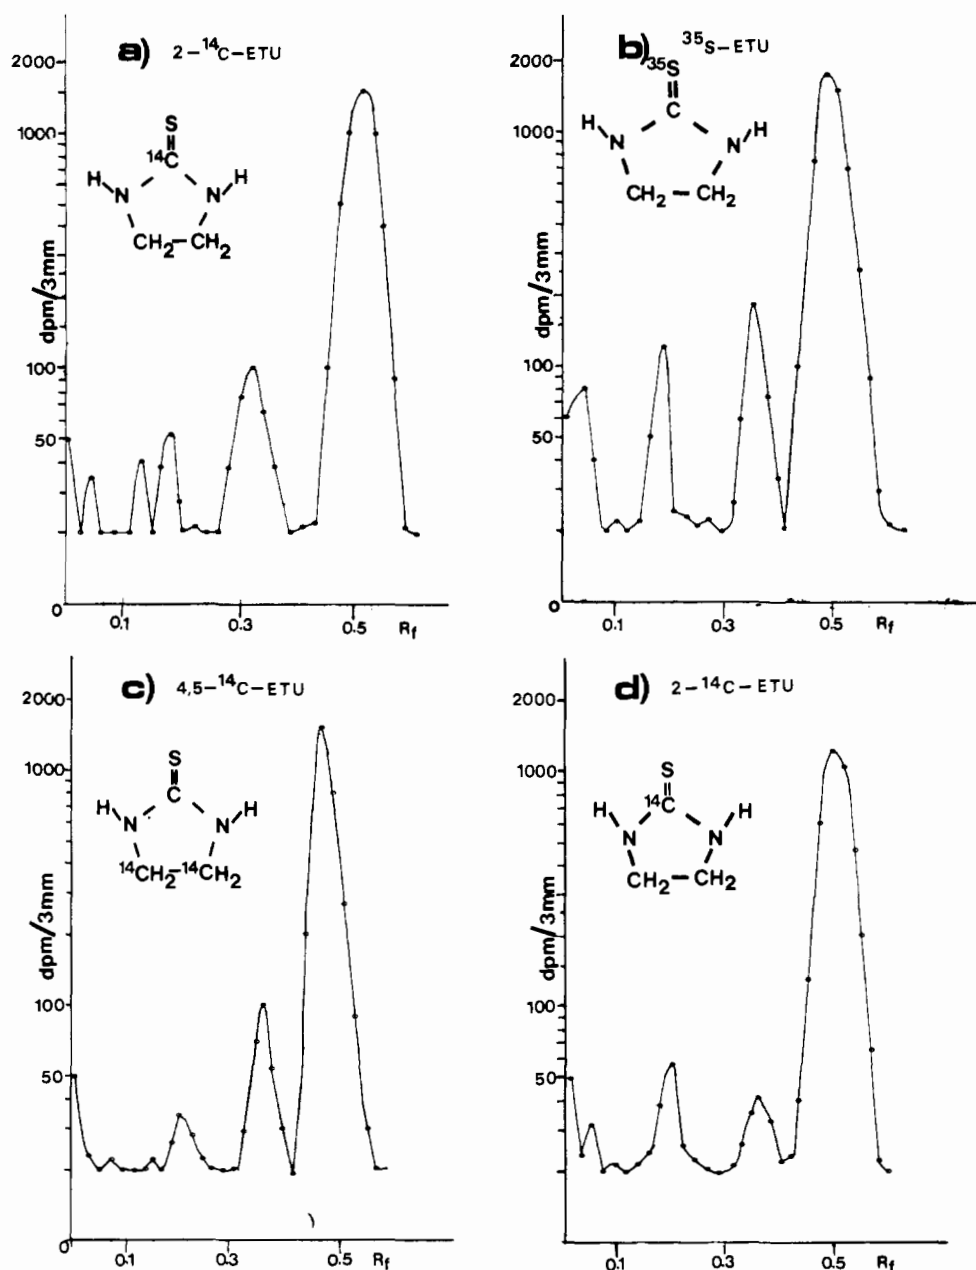 a) 2-¹⁴C-ETU
2000
1000
100
50
0
dpm/3mm
S
¹⁴C
H N N H
CH₂ CH₂
0.1 0.3 0.5 Rf
b) ³⁵S-ETU
2000
1000
100
50
0
dpm/3mm
³⁵S
C
H N N H
CH₂ CH₂
0.1 0.3 0.5 Rf
c) 4,5-¹⁴C-ETU
2000
1000
100
50
0
dpm/3mm
S
C
H N N H
¹⁴CH₂ ¹⁴CH₂
0.1 0.3 0.5 Rf
d) 2-¹⁴C-ETU
2000
1000
100
50
dpm/3mm
S
¹⁴C
H N N H
CH₂ CH₂
0.1 0.3 0.5 Rf